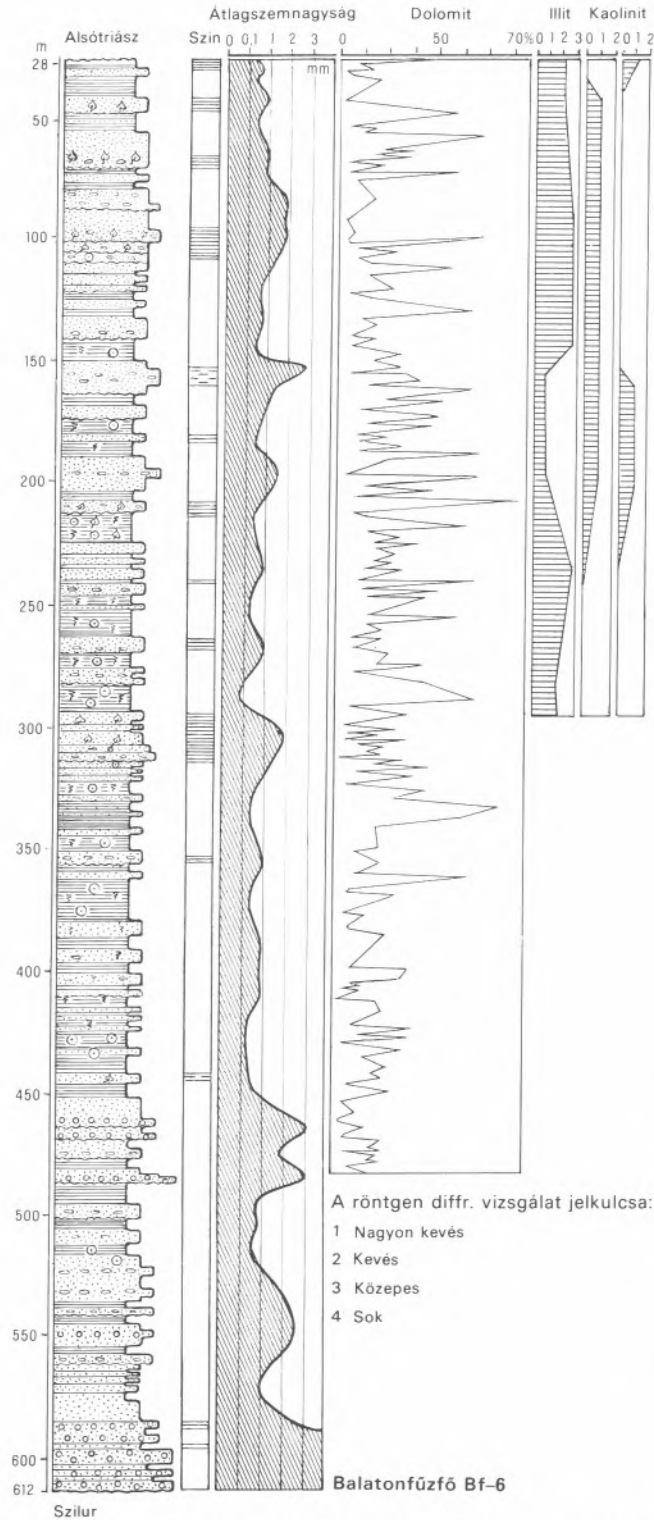 Átlagszemnagyság Dolomit Illit Kaolinit
Alsótriász Szín
m 0 0,1 1 2 3 0 50 70% 0 1 2 3 0 1 2 0 1 2
mm
28
50
100
150
200
250
300
350
400
450
500
550
600
612
A röntgen diffr. vizsgálat jelkulcsa:
1 Nagyon kevés
2 Kevés
3 Közepes
4 Sok
Balatonfűzfő Bf–6
Szilur